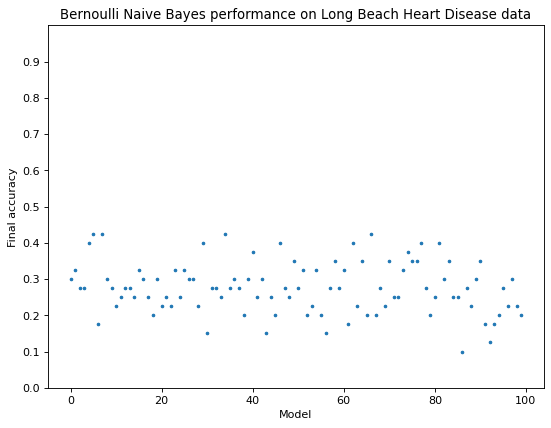 Bernoulli Naive Bayes performance on Long Beach Heart Disease data
0.9
0.8
0.7
0.6
0.5
0.4
0.3
0.2
0.1
0.0
Final accuracy
0 20 40 60 80 100
Model